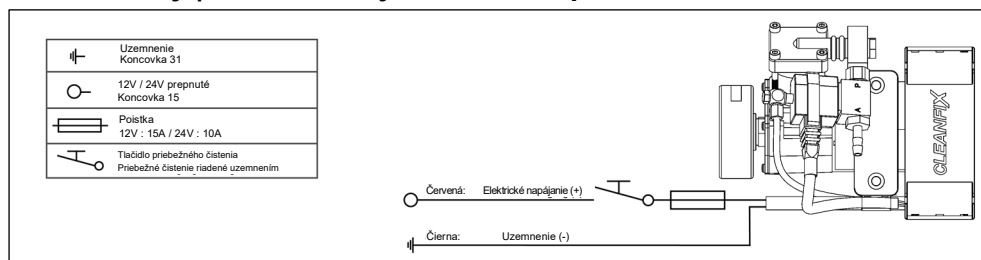 Uzemnenie
Koncovka 31
12V / 24V prepnuté
Koncovka 15
Poistka
12V : 15A / 24V : 10A
Tlačidlo priebežného čistenia
Priebežné čistenie riadené uzemnením
Červená: Elektrické napájanie (+)
Čierna: Uzemnenie (-)
P
A
CLEANFIX